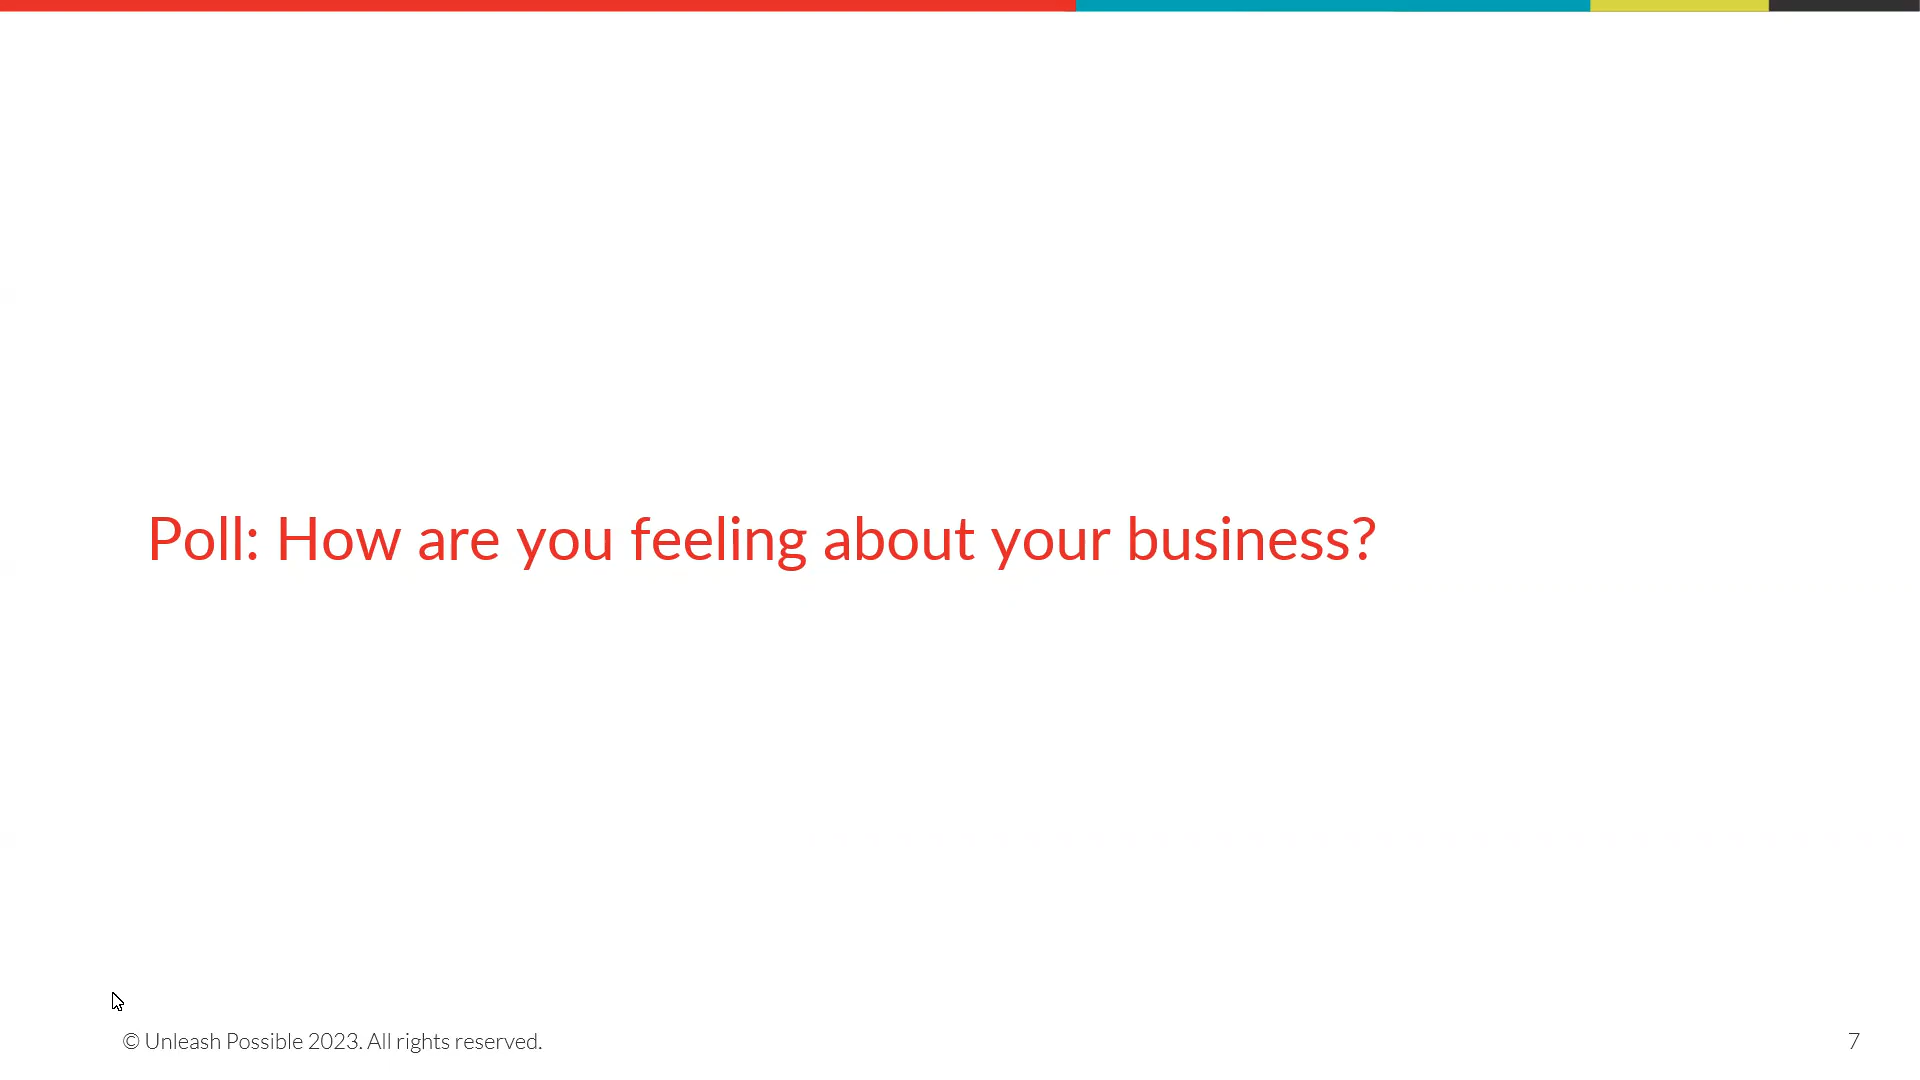 Poll: How are you feeling about your business?
© Unleash Possible 2023. All rights reserved.
7